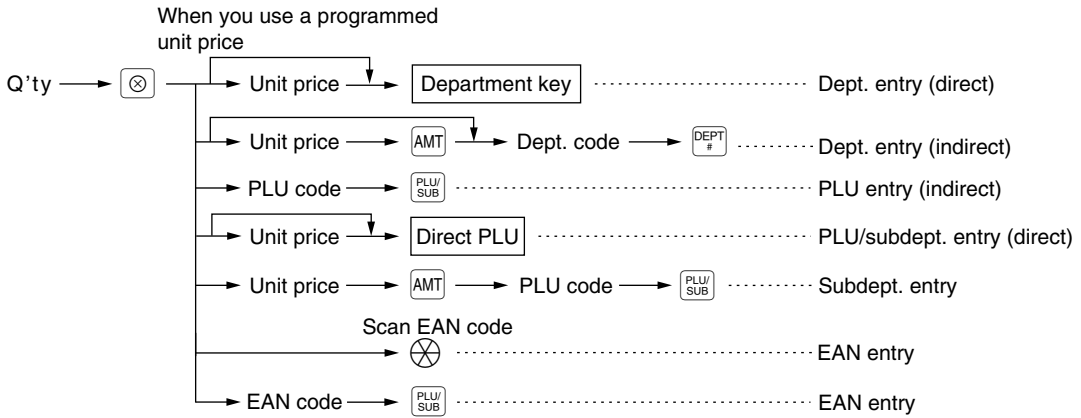 When you use a programmed
unit price
Q'ty ⊗ Unit price Department key Dept. entry (direct)
Unit price AMT Dept. code DEPT # Dept. entry (indirect)
PLU code PLU/SUB PLU entry (indirect)
Unit price Direct PLU PLU/subdept. entry (direct)
Unit price AMT PLU code PLU/SUB Subdept. entry
Scan EAN code
EAN entry
EAN code PLU/SUB EAN entry